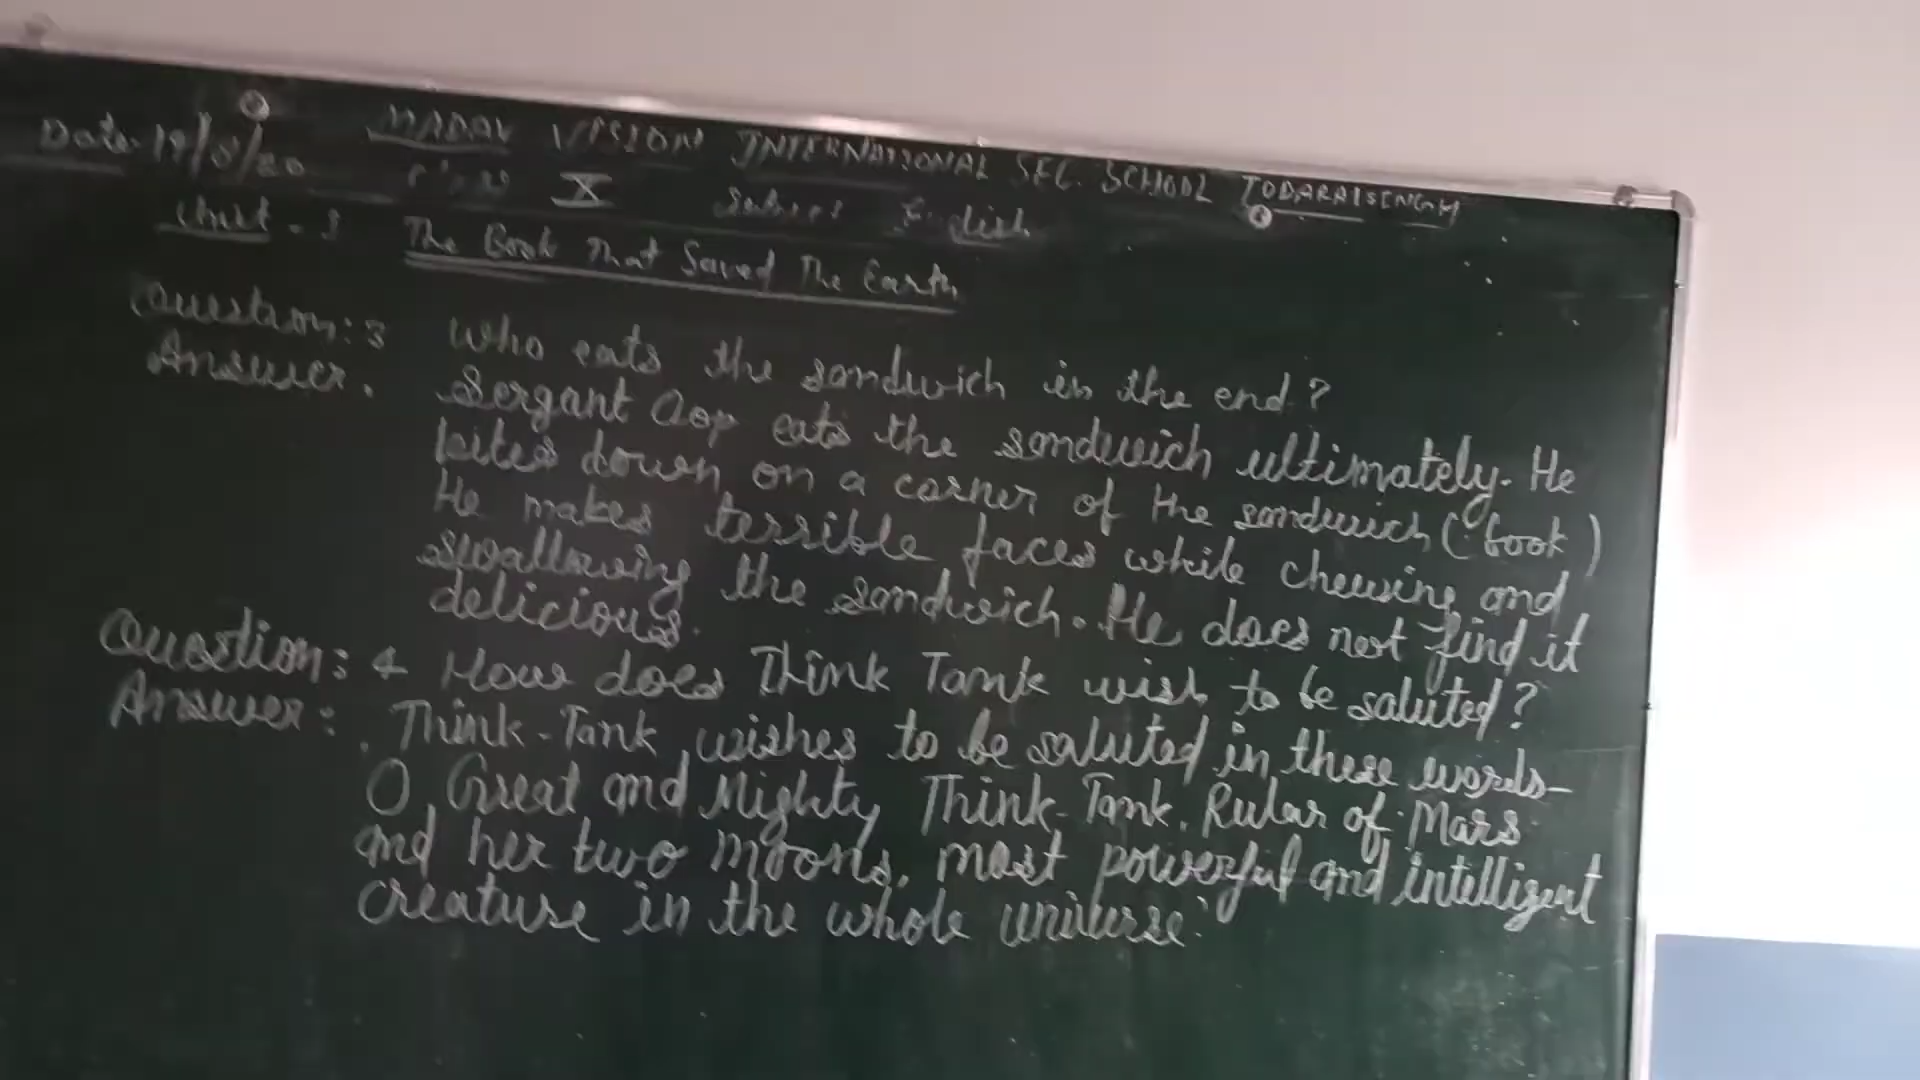 Date-19/8/20 MADAV VISION INTERNATIONAL SEC. SCHOOL TODARAISINGH
Class X Subject English
Unit - The Book That Saved The Earth
Question: 3 Who eats the sandwich in the end?
Answer. Sergant Oop eats the sandwich ultimately. He
bites down on a corner of the sandwich (book)
He makes terrible faces while chewing and
swallowing the sandwich. He does not find it
delicious.
Question: 4 How does Think Tank wish to be saluted?
Answer: Think-Tank wishes to be saluted in these words-
O, Great and Mighty Think-Tank. Rular of Mars
and her two moons, most powerful and intelligent
creature in the whole universe.